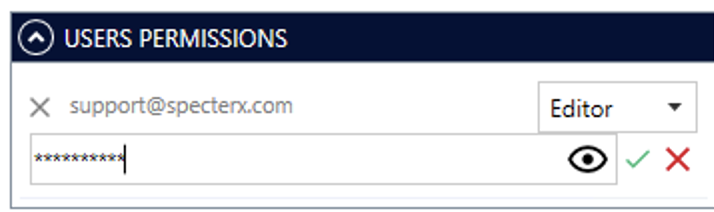 USERS PERMISSIONS
support@specterx.com
Editor
**********